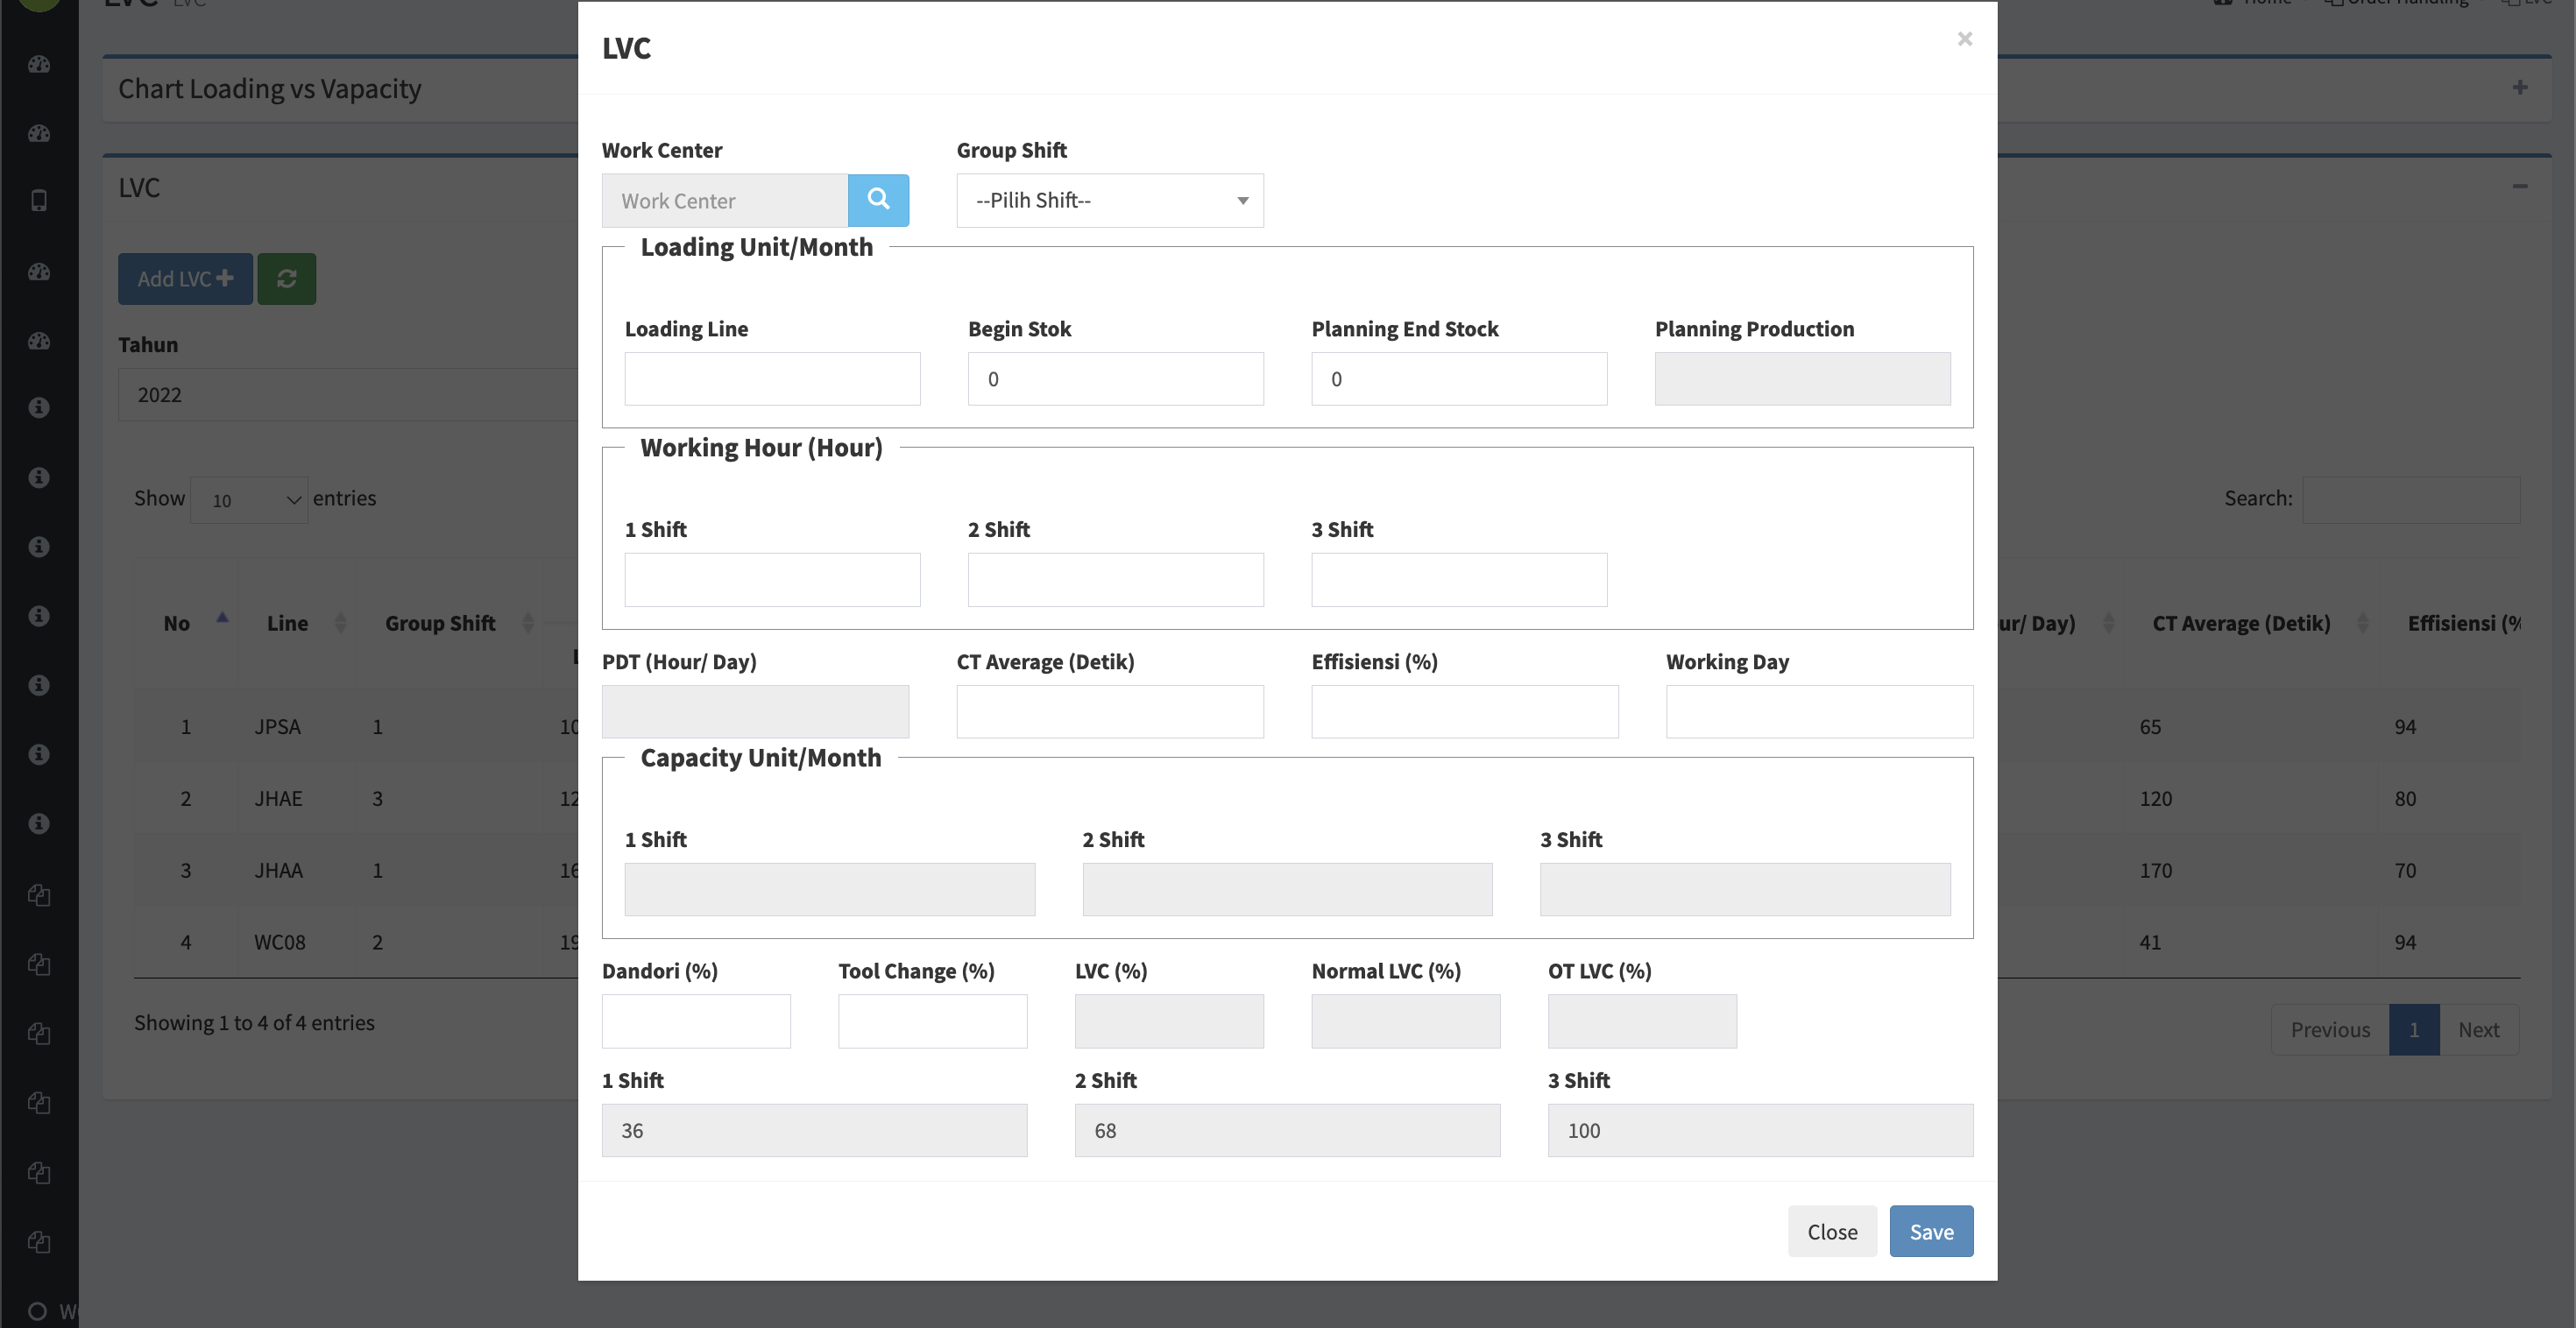 LVC LVC
Home
Order Handling
LVC
Chart Loading vs Vapacity
LVC
Add LVC
Tahun
2022
Show 10 entries
Search:
No Line Group Shift
ur/ Day) CT Average (Detik) Effisiensi (%
1 JPSA 1 10
65 94
2 JHAE 3 12
120 80
3 JHAA 1 16
170 70
4 WC08 2 19
41 94
Showing 1 to 4 of 4 entries
Previous 1 Next
LVC
×
Work Center Group Shift
Work Center --Pilih Shift--
Loading Unit/Month
Loading Line Begin Stok Planning End Stock Planning Production
0 0
Working Hour (Hour)
1 Shift 2 Shift 3 Shift
PDT (Hour/ Day) CT Average (Detik) Effisiensi (%) Working Day
Capacity Unit/Month
1 Shift 2 Shift 3 Shift
Dandori (%) Tool Change (%) LVC (%) Normal LVC (%) OT LVC (%)
1 Shift 2 Shift 3 Shift
36 68 100
Close Save